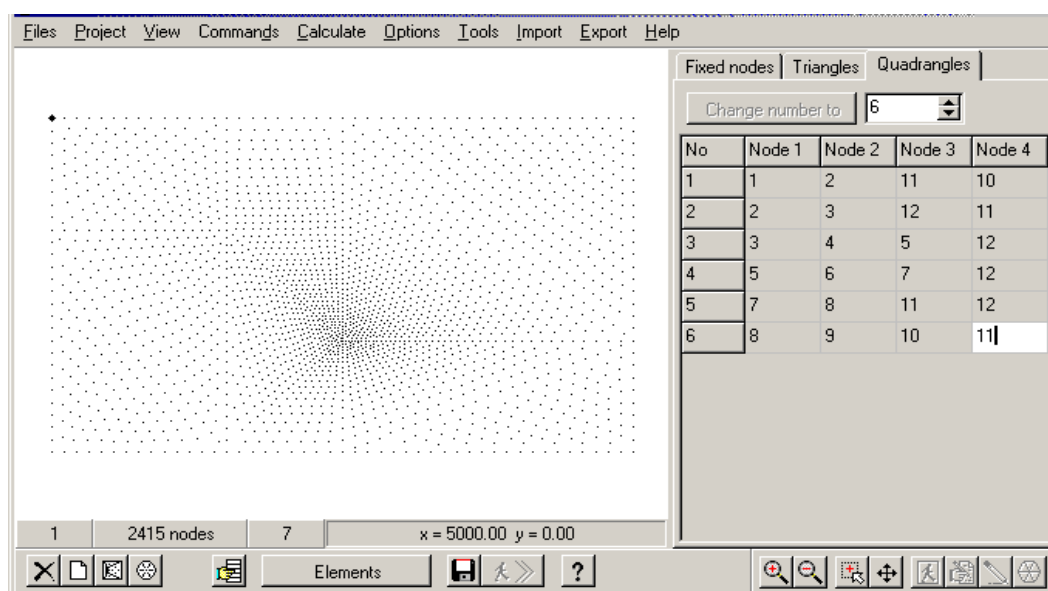 Files Project View Commands Calculate Options Tools Import Export Help
Fixed nodes Triangles Quadrangles
Change number to 6
No Node 1 Node 2 Node 3 Node 4
1 1 2 11 10
2 2 3 12 11
3 3 4 5 12
4 5 6 7 12
5 7 8 11 12
6 8 9 10 11
1 2415 nodes 7 x = 5000.00 y = 0.00
Elements ?